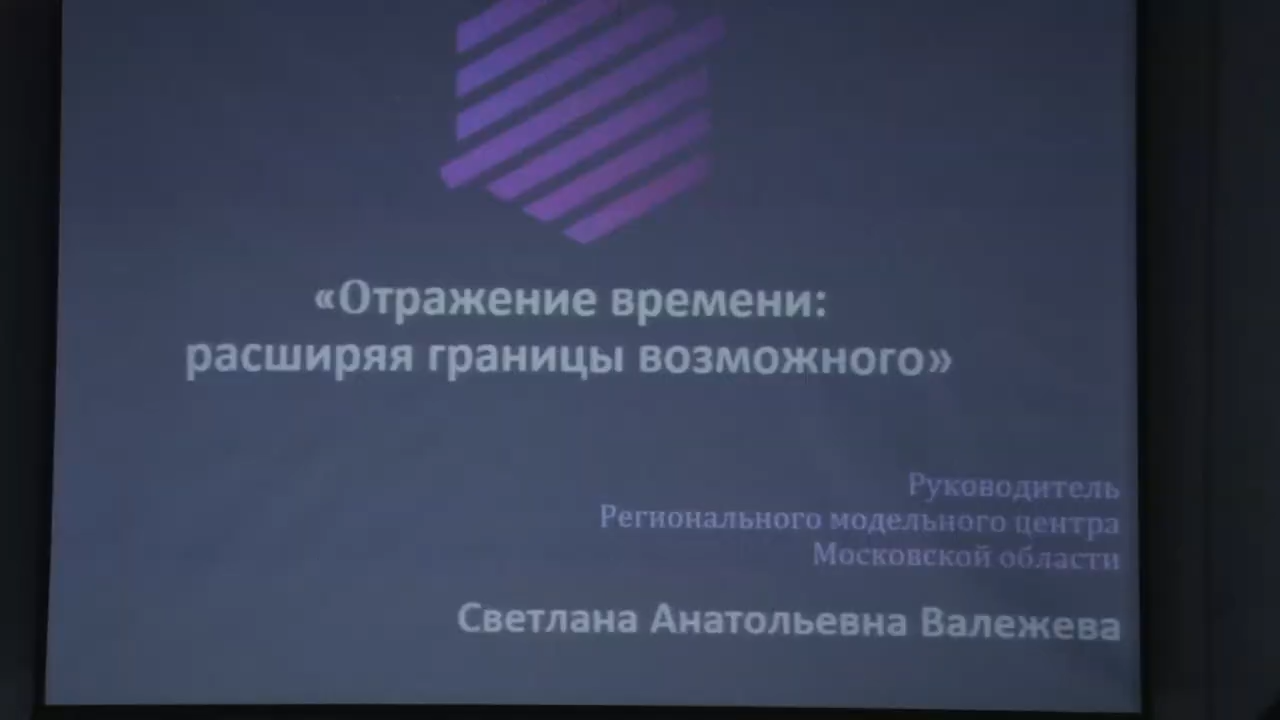 «Отражение времени:
расширяя границы возможного»
Руководитель
Регионального модельного центра
Московской области
Светлана Анатольевна Валежева